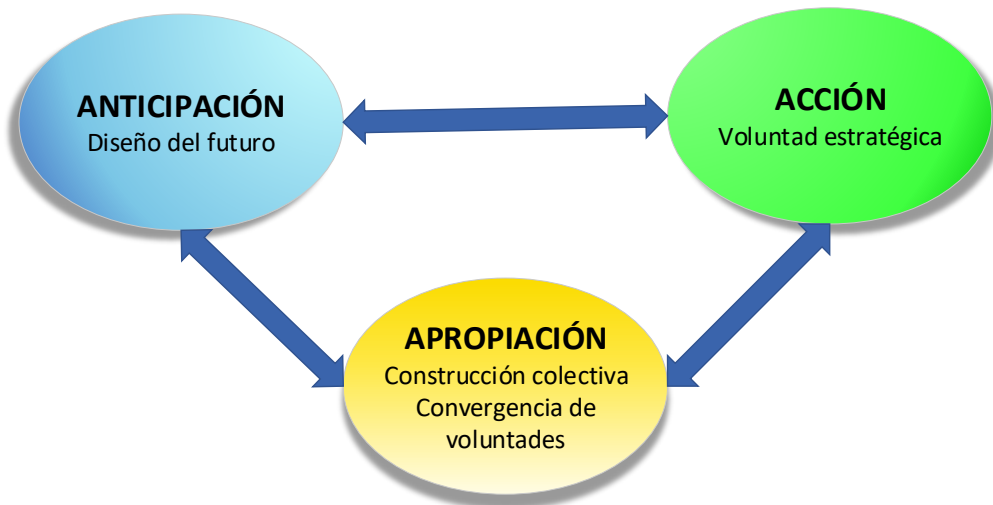 ANTICIPACIÓN
Diseño del futuro
ACCIÓN
Voluntad estratégica
APROPIACIÓN
Construcción colectiva
Convergencia de
voluntades